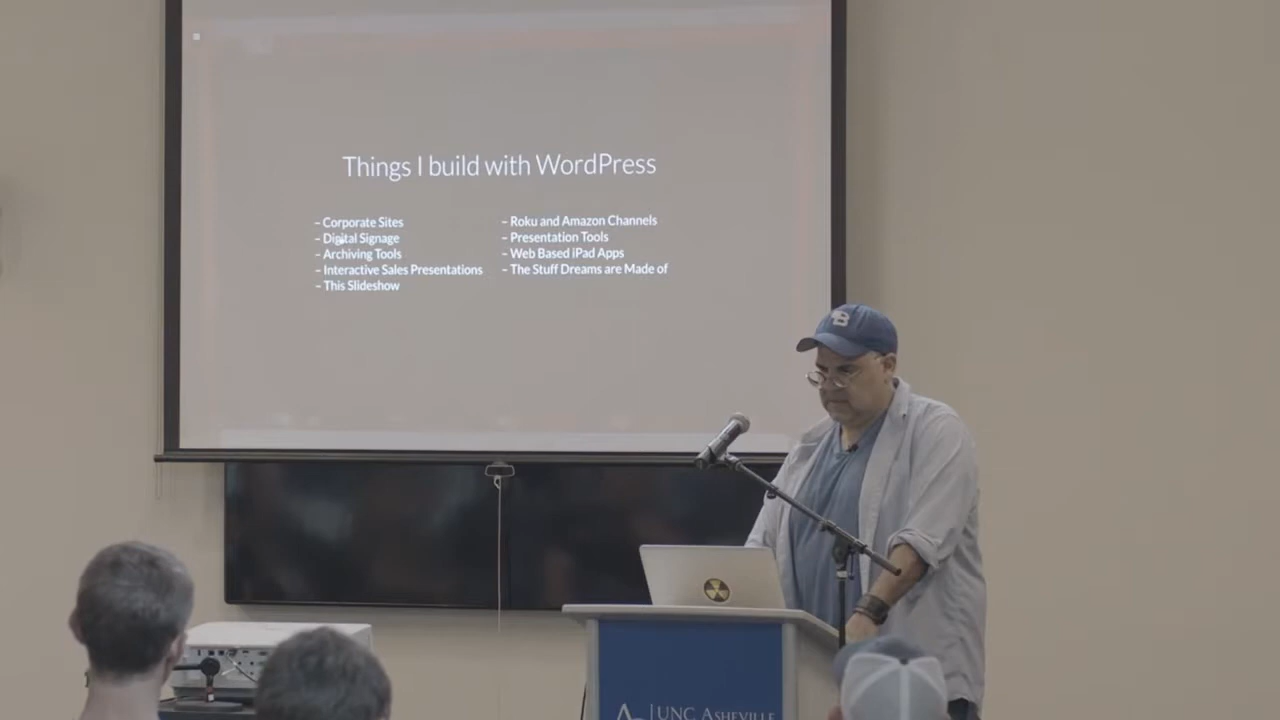 Things I build with WordPress
– Corporate Sites
– Digital Signage
– Archiving Tools
– Interactive Sales Presentations
– This Slideshow
– Roku and Amazon Channels
– Presentation Tools
– Web Based iPad Apps
– The Stuff Dreams are Made of
B
UNC ASHEVILLE